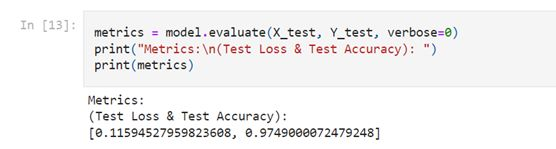 In [13]:
metrics = model.evaluate(X_test, Y_test, verbose=0)
print("Metrics:\n(Test Loss & Test Accuracy): ")
print(metrics)
Metrics:
(Test Loss & Test Accuracy):
[0.11594527959823608, 0.9749000072479248]